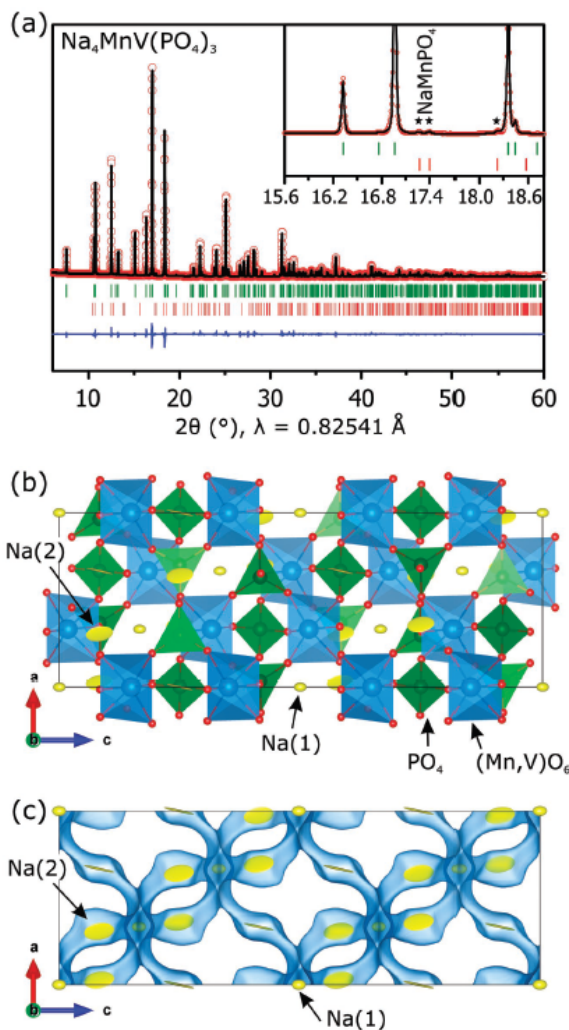 (a)
Na₄MnV(PO₄)₃
★ ★ NaMnPO₄
★
15.6 16.2 16.8 17.4 18.0 18.6
10 20 30 40 50 60
2θ (°), λ = 0.82541 Å
(b)
Na(2)
a
b c
Na(1)
PO₄
(Mn,V)O₆
(c)
Na(2)
a
b c
Na(1)